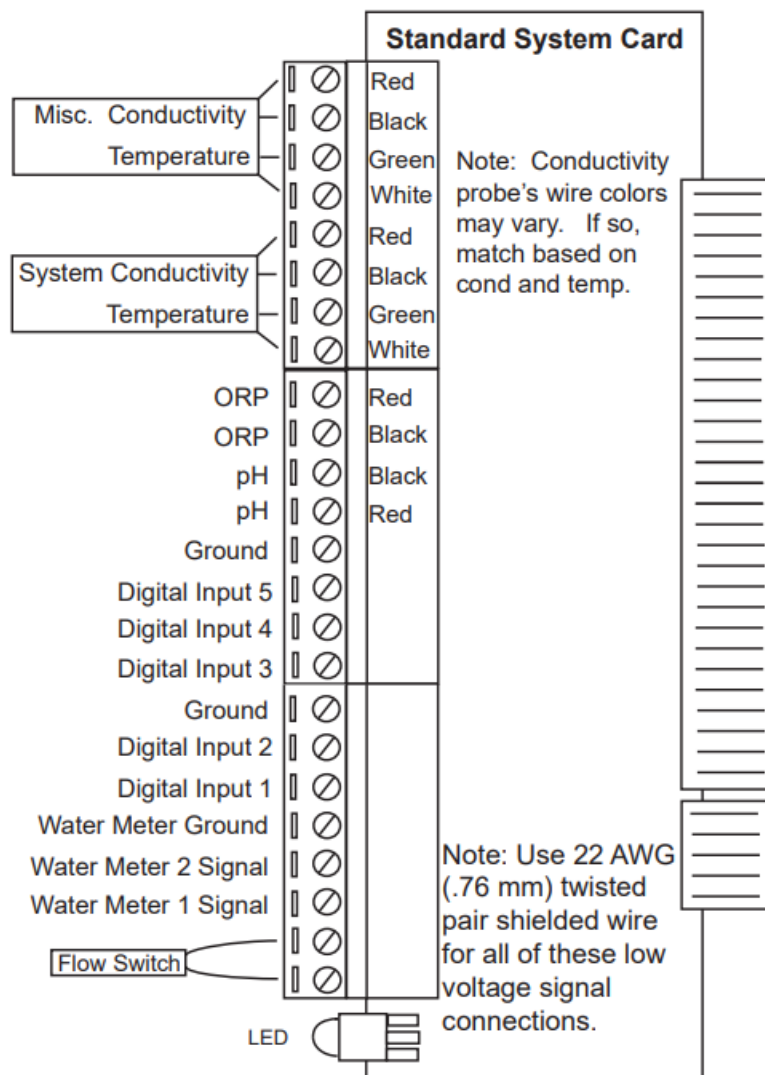 Standard System Card
Red
Misc. Conductivity
Black
Temperature
Green
White
Note: Conductivity
probe's wire colors
may vary. If so,
match based on
cond and temp.
Red
System Conductivity
Black
Temperature
Green
White
ORP
Red
ORP
Black
pH
Black
pH
Red
Ground
Digital Input 5
Digital Input 4
Digital Input 3
Ground
Digital Input 2
Digital Input 1
Water Meter Ground
Water Meter 2 Signal
Water Meter 1 Signal
Flow Switch
Note: Use 22 AWG
(.76 mm) twisted
pair shielded wire
for all of these low
voltage signal
connections.
LED